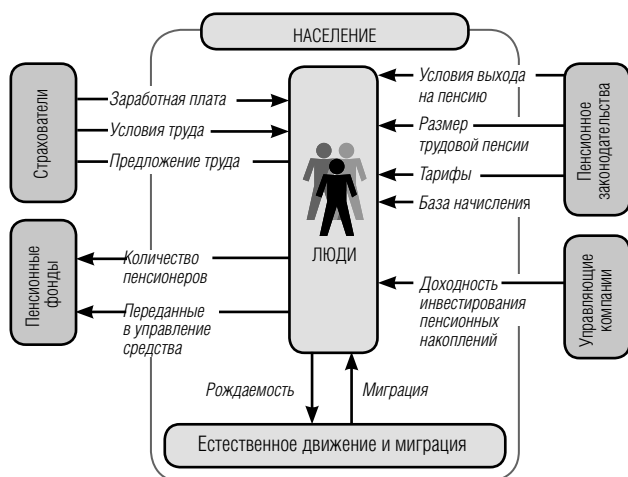 НАСЕЛЕНИЕ
Страхователи
Заработная плата
Условия труда
Предложение труда
Пенсионные
фонды
Количество
пенсионеров
Переданные
в управление
средства
ЛЮДИ
Условия выхода
на пенсию
Размер
трудовой пенсии
Тарифы
База начисления
Пенсионное
законодательства
Доходность
инвестирования
пенсионных
накоплений
Управляющие
компании
Рождаемость
Миграция
Естественное движение и миграция